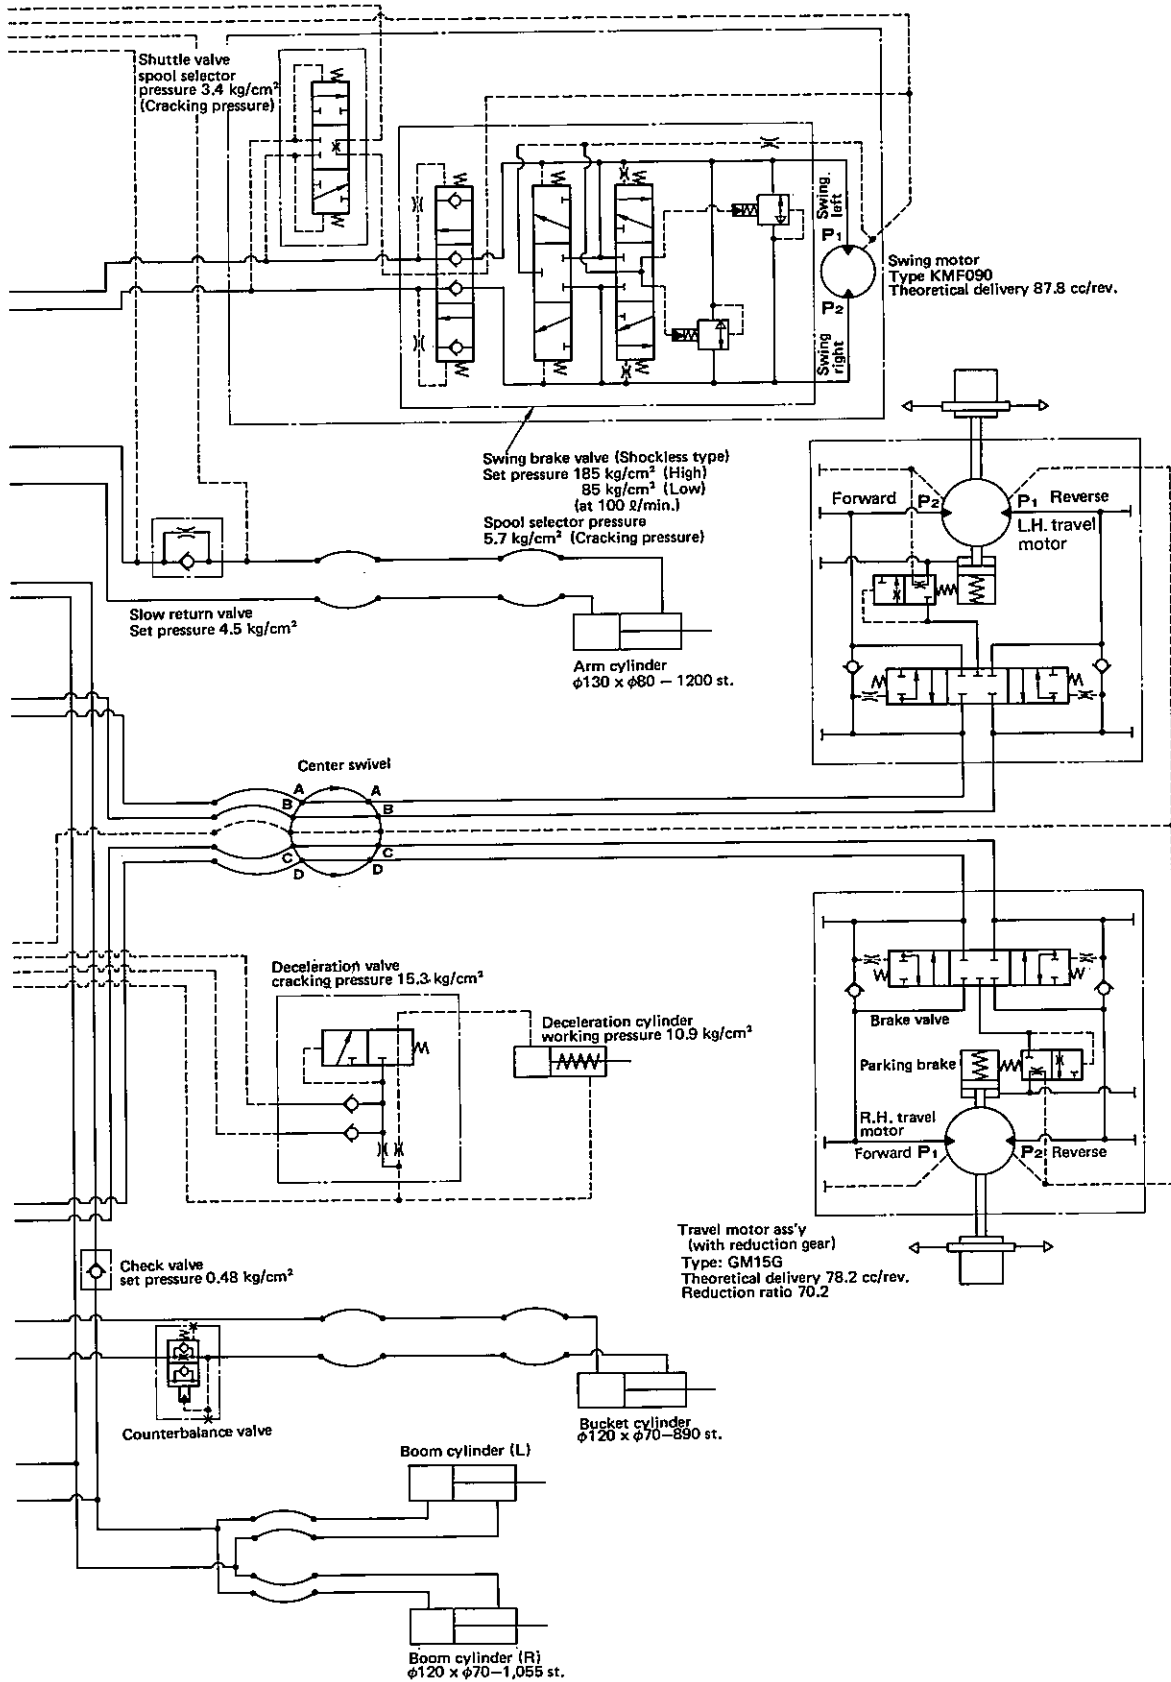 Shuttle valve
spool selector
pressure 3.4 kg/cm²
(Cracking pressure)
Swing left
P₁
Swing motor
Type KMF090
Theoretical delivery 87.8 cc/rev.
P₂
Swing right
Swing brake valve (Shockless type)
Set pressure 185 kg/cm² (High)
85 kg/cm² (Low)
(at 100 ℓ/min.)
Spool selector pressure
5.7 kg/cm² (Cracking pressure)
Forward P₂
P₁ Reverse
L.H. travel
motor
Slow return valve
Set pressure 4.5 kg/cm²
Arm cylinder
φ130 x φ80 – 1200 st.
Center swivel
A A
B B
C C
D D
Deceleration valve
cracking pressure 15.3 kg/cm²
Deceleration cylinder
working pressure 10.9 kg/cm²
Brake valve
Parking brake
R.H. travel
motor
Forward P₁
P₂ Reverse
Travel motor ass'y
(with reduction gear)
Type: GM15G
Theoretical delivery 78.2 cc/rev.
Reduction ratio 70.2
Check valve
set pressure 0.48 kg/cm²
Counterbalance valve
Bucket cylinder
φ120 x φ70–890 st.
Boom cylinder (L)
Boom cylinder (R)
φ120 x φ70–1,055 st.